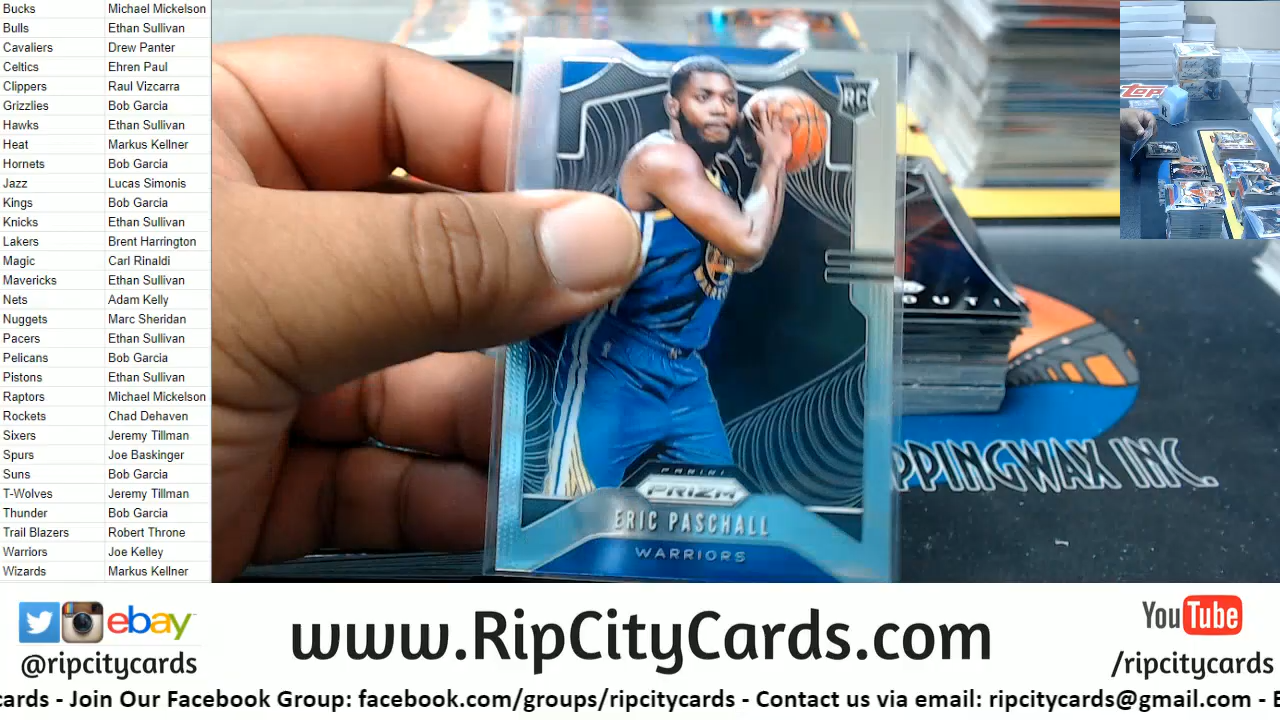 Bucks Michael Mickelson
Bulls Ethan Sullivan
Cavaliers Drew Panter
Celtics Ehren Paul
Clippers Raul Vizcarra
Grizzlies Bob Garcia
Hawks Ethan Sullivan
Heat Markus Kellner
Hornets Bob Garcia
Jazz Lucas Simonis
Kings Bob Garcia
Knicks Ethan Sullivan
Lakers Brent Harrington
Magic Carl Rinaldi
Mavericks Ethan Sullivan
Nets Adam Kelly
Nuggets Marc Sheridan
Pacers Ethan Sullivan
Pelicans Bob Garcia
Pistons Ethan Sullivan
Raptors Michael Mickelson
Rockets Chad Dehaven
Sixers Jeremy Tillman
Spurs Joe Baskinger
Suns Bob Garcia
T-Wolves Jeremy Tillman
Thunder Bob Garcia
Trail Blazers Robert Throne
Warriors Joe Kelley
Wizards Markus Kellner
RC
PANINI
PRIZM
ERIC PASCHALL
WARRIORS
OUT!
PPINGWAX INC.
TOPPS
ebay
@ripcitycards
www.RipCityCards.com
YouTube
/ripcitycards
cards - Join Our Facebook Group: facebook.com/groups/ripcitycards - Contact us via email: ripcitycards@gmail.com - E